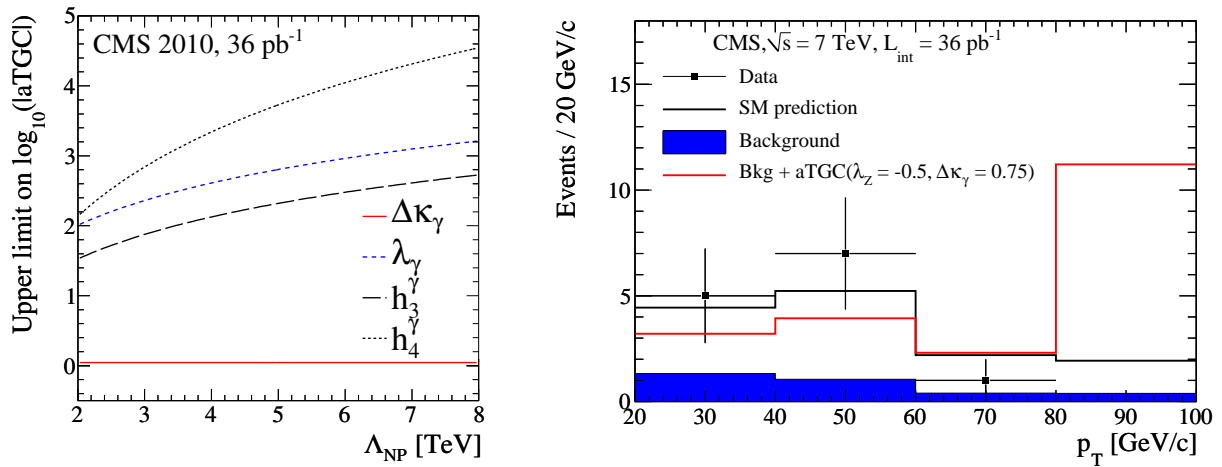 Upper limit on log₁₀(|aTGC|)
5
4
3
2
1
0
CMS 2010, 36 pb⁻¹
Δκ_γ
λ_γ
h₃^γ
h₄^γ
2 3 4 5 6 7 8
Λ_NP [TeV]
Events / 20 GeV/c
15
10
5
0
CMS, √s = 7 TeV, L_int = 36 pb⁻¹
Data
SM prediction
Background
Bkg + aTGC(λ_Z = -0.5, Δκ_γ = 0.75)
20 30 40 50 60 70 80 90 100
p_T [GeV/c]